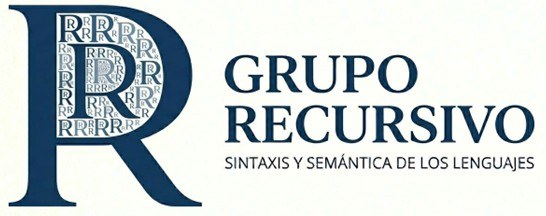 R
GRUPO
RECURSIVO
SINTAXIS Y SEMÁNTICA DE LOS LENGUAJES